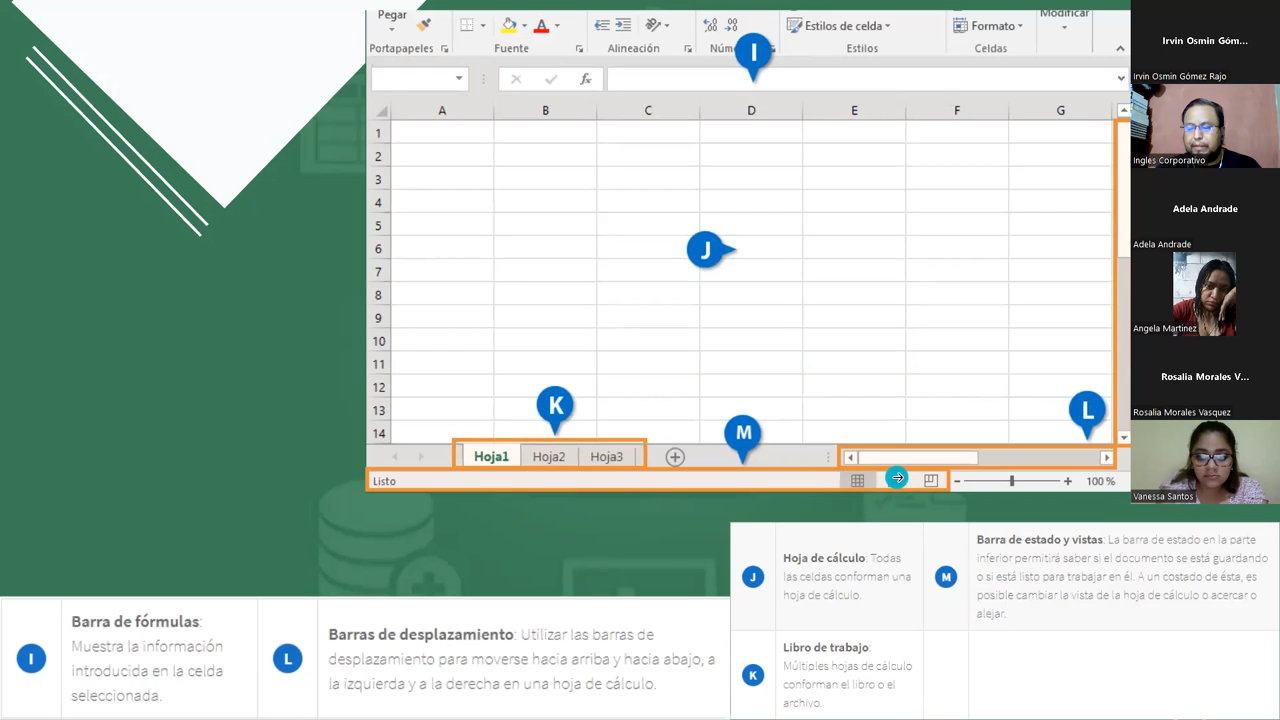 Pegar
Portapapeles
Fuente
Alineación
Estilos de celda
Estilos
Formato
Celdas
Modificar
I
fx
A B C D E F G
1
2
3
4
5
6
7
8
9
10
11
12
13
14
J
K
L
M
Hoja1 Hoja2 Hoja3
Listo
100 %
Irvin Osmin Góm...
Irvin Osmin Gómez Rajo
Ingles Corporativo
Adela Andrade
Adela Andrade
Angela Martinez
Rosalia Morales V...
Rosalia Morales Vasquez
Vanessa Santos
I
Barra de fórmulas:
Muestra la información
introducida en la celda
seleccionada.
L
Barras de desplazamiento: Utilizar las barras de
desplazamiento para moverse hacia arriba y hacia abajo, a
la izquierda y a la derecha en una hoja de cálculo.
J
Hoja de cálculo: Todas
las celdas conforman una
hoja de cálculo.
M
Barra de estado y vistas: La barra de estado en la parte
inferior permitirá saber si el documento se está guardando
o si está listo para trabajar en él. A un costado de ésta, es
posible cambiar la vista de la hoja de cálculo o acercar o
alejar.
K
Libro de trabajo:
Múltiples hojas de cálculo
conforman el libro o el
archivo.